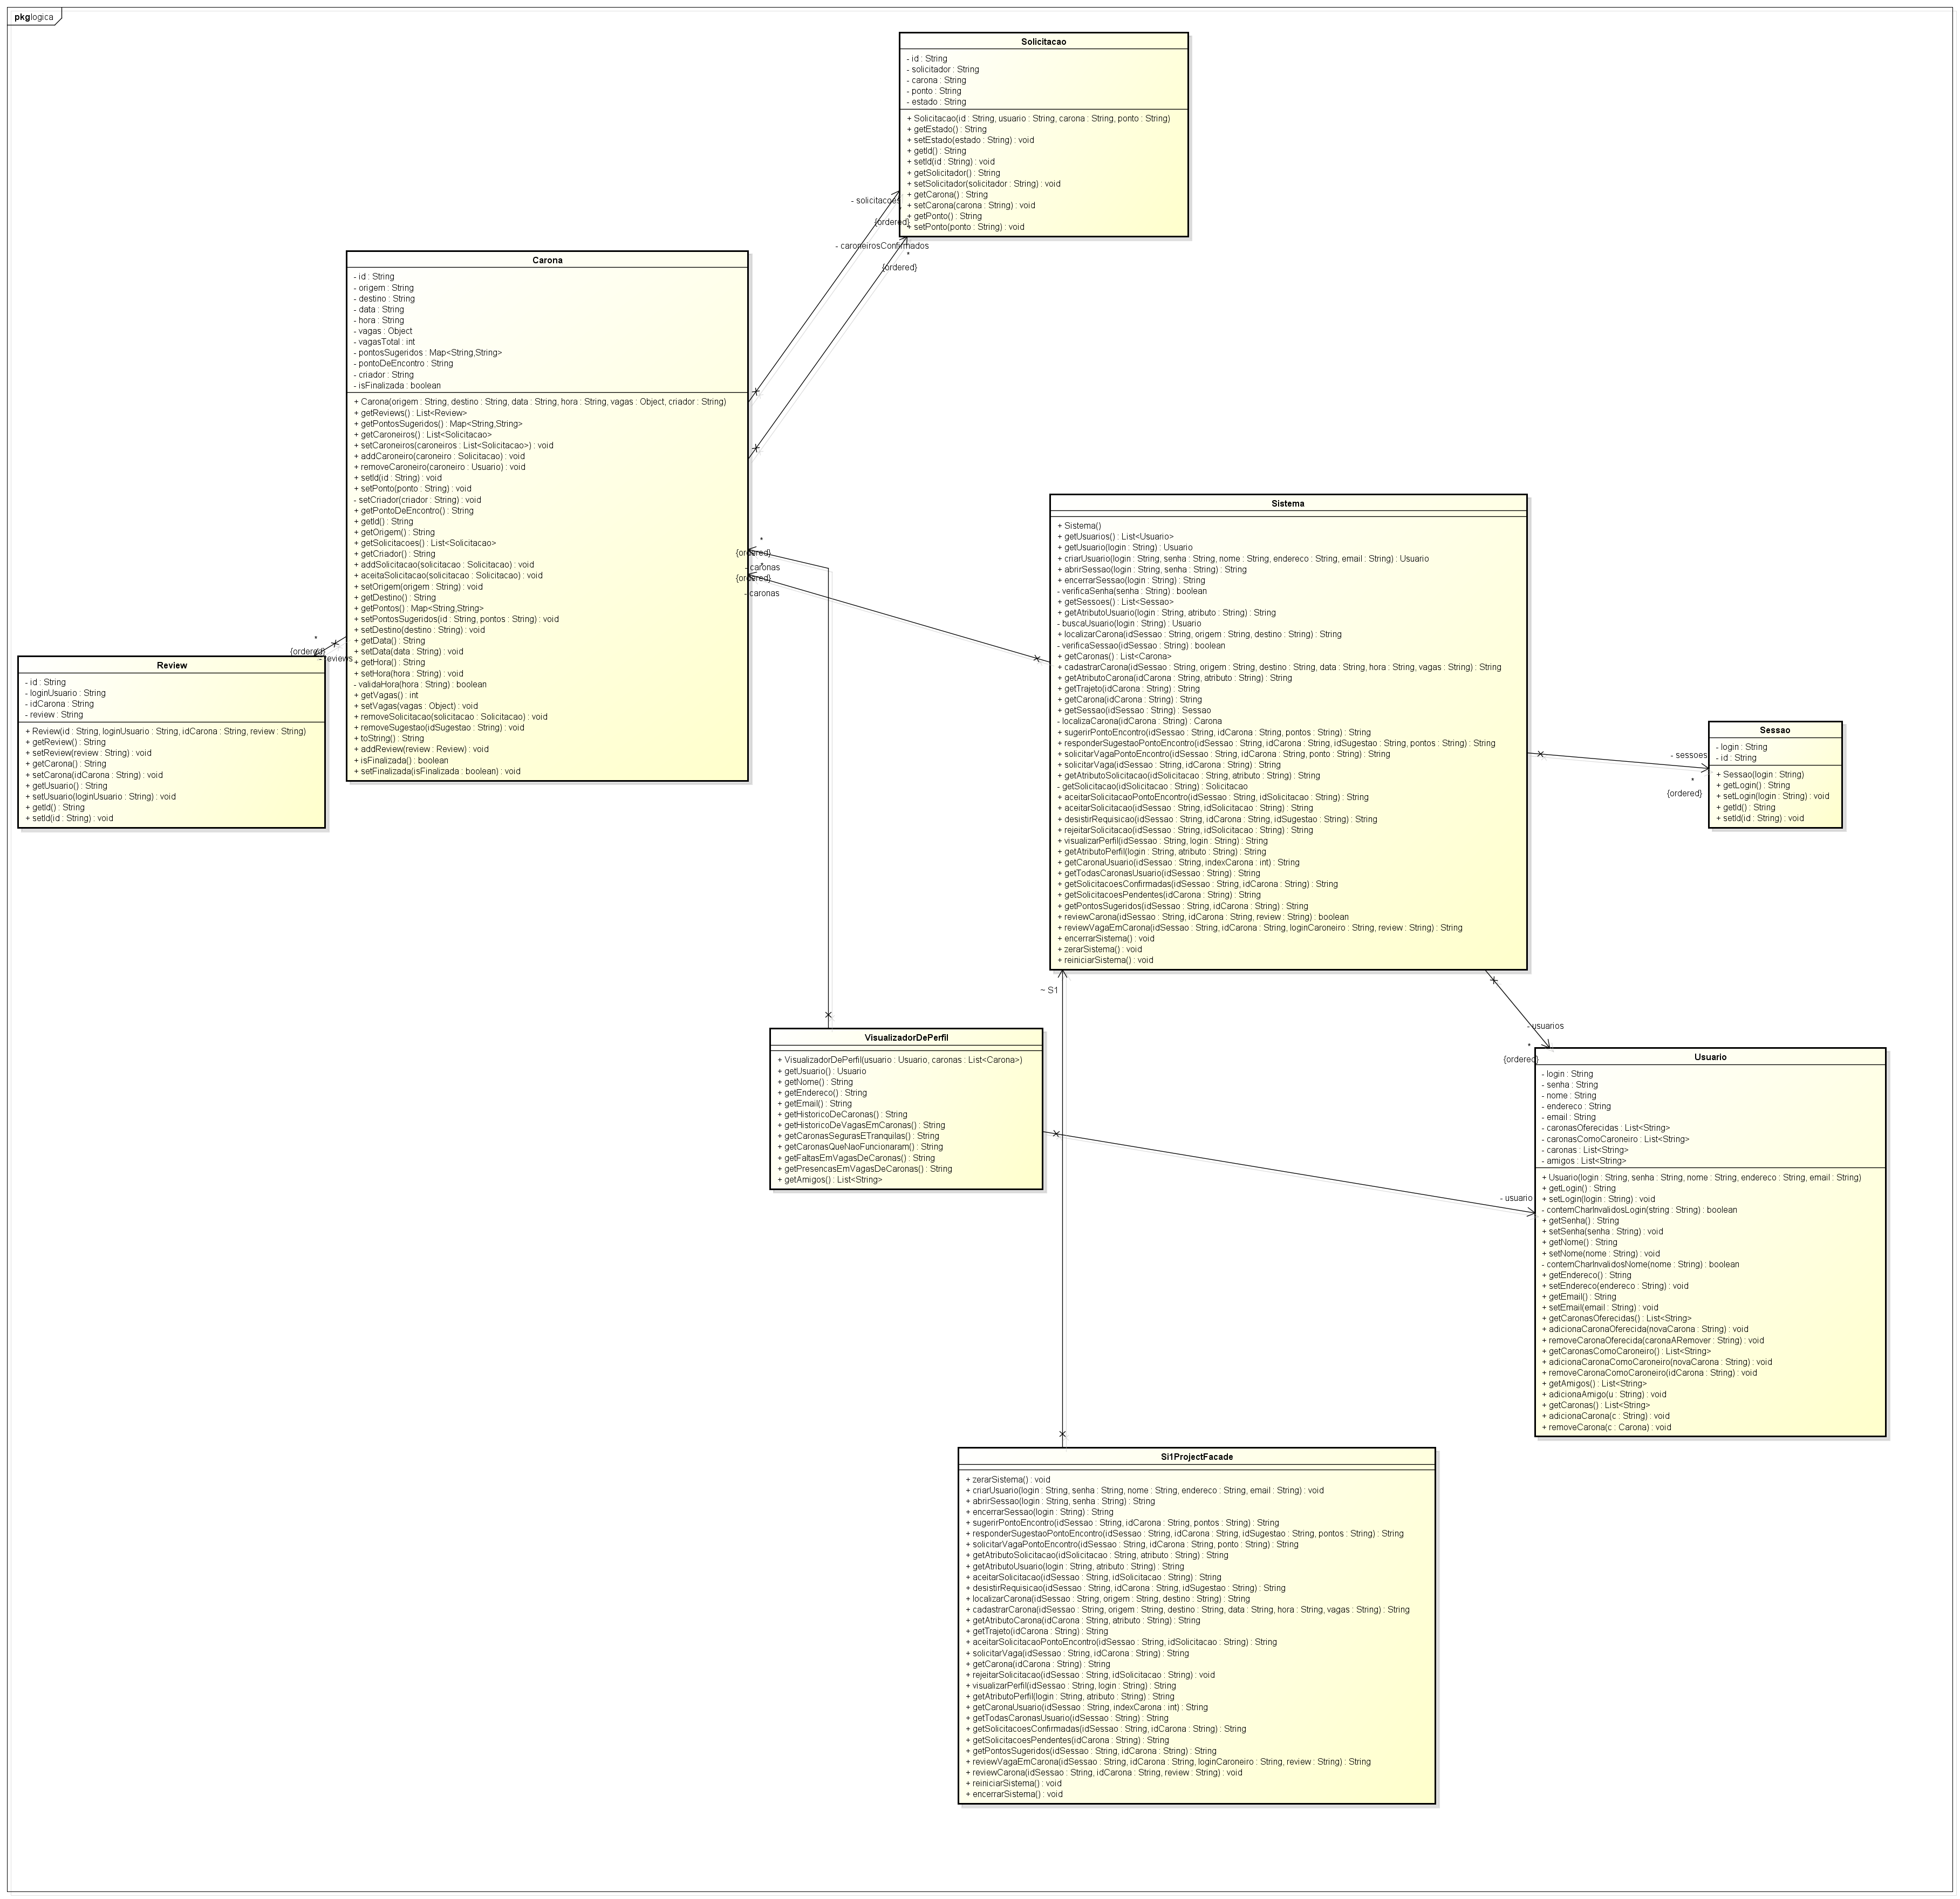 pkg logica
Solicitacao
- id : String
- solicitador : String
- carona : String
- ponto : String
- estado : String
+ Solicitacao(id : String, usuario : String, carona : String, ponto : String)
+ getEstado() : String
+ setEstado(estado : String) : void
+ getId() : String
+ setId(id : String) : void
+ getSolicitador() : String
+ setSolicitador(solicitador : String) : void
+ getCarona() : String
+ setCarona(carona : String) : void
+ getPonto() : String
+ setPonto(ponto : String) : void
- solicitacoes
{ordered}
- caroneirosConfirmados
*
{ordered}
Carona
- id : String
- origem : String
- destino : String
- data : String
- hora : String
- vagas : Object
- vagasTotal : int
- pontosSugeridos : Map<String,String>
- pontoDeEncontro : String
- criador : String
- isFinalizada : boolean
+ Carona(origem : String, destino : String, data : String, hora : String, vagas : Object, criador : String)
+ getReviews() : List<Review>
+ getPontosSugeridos() : Map<String,String>
+ getCaroneiros() : List<Solicitacao>
+ setCaroneiros(caroneiros : List<Solicitacao>) : void
+ addCaroneiro(caroneiro : Solicitacao) : void
+ removeCaroneiro(caroneiro : Usuario) : void
+ setId(id : String) : void
+ setPonto(ponto : String) : void
- setCriador(criador : String) : void
+ getPontoDeEncontro() : String
+ getId() : String
+ getOrigem() : String
+ getSolicitacoes() : List<Solicitacao>
+ getCriador() : String
+ addSolicitacao(solicitacao : Solicitacao) : void
+ aceitaSolicitacao(solicitacao : Solicitacao) : void
+ setOrigem(origem : String) : void
+ getDestino() : String
+ getPontos() : Map<String,String>
+ setPontosSugeridos(id : String, pontos : String) : void
+ setDestino(destino : String) : void
+ getData() : String
+ setData(data : String) : void
+ getHora() : String
+ setHora(hora : String) : void
- validaHora(hora : String) : boolean
+ getVagas() : int
+ setVagas(vagas : Object) : void
+ removeSolicitacao(solicitacao : Solicitacao) : void
+ removeSugestao(idSugestao : String) : void
+ toString() : String
+ addReview(review : Review) : void
+ isFinalizada() : boolean
+ setFinalizada(isFinalizada : boolean) : void
*
{ordered}
- caronas
*
{ordered}
- caronas
*
{ordered}
~ reviews
Review
- id : String
- loginUsuario : String
- idCarona : String
- review : String
+ Review(id : String, loginUsuario : String, idCarona : String, review : String)
+ getReview() : String
+ setReview(review : String) : void
+ getCarona() : String
+ setCarona(idCarona : String) : void
+ getUsuario() : String
+ setUsuario(loginUsuario : String) : void
+ getId() : String
+ setId(id : String) : void
Sistema
+ Sistema()
+ getUsuarios() : List<Usuario>
+ getUsuario(login : String) : Usuario
+ criarUsuario(login : String, senha : String, nome : String, endereco : String, email : String) : Usuario
+ abrirSessao(login : String, senha : String) : String
+ encerrarSessao(login : String) : String
- verificaSenha(senha : String) : boolean
+ getSessoes() : List<Sessao>
+ getAtributoUsuario(login : String, atributo : String) : String
- buscaUsuario(login : String) : Usuario
+ localizarCarona(idSessao : String, origem : String, destino : String) : String
- verificaSessao(idSessao : String) : boolean
+ getCaronas() : List<Carona>
+ cadastrarCarona(idSessao : String, origem : String, destino : String, data : String, hora : String, vagas : String) : String
+ getAtributoCarona(idCarona : String, atributo : String) : String
+ getTrajeto(idCarona : String) : String
+ getCarona(idCarona : String) : String
+ getSessao(idSessao : String) : Sessao
- localizaCarona(idCarona : String) : Carona
+ sugerirPontoEncontro(idSessao : String, idCarona : String, pontos : String) : String
+ responderSugestaoPontoEncontro(idSessao : String, idCarona : String, idSugestao : String, pontos : String) : String
+ solicitarVagaPontoEncontro(idSessao : String, idCarona : String, ponto : String) : String
+ solicitarVaga(idSessao : String, idCarona : String) : String
+ getAtributoSolicitacao(idSolicitacao : String, atributo : String) : String
- getSolicitacao(idSolicitacao : String) : Solicitacao
+ aceitarSolicitacaoPontoEncontro(idSessao : String, idSolicitacao : String) : String
+ aceitarSolicitacao(idSessao : String, idSolicitacao : String) : String
+ desistirRequisicao(idSessao : String, idCarona : String, idSugestao : String) : String
+ rejeitarSolicitacao(idSessao : String, idSolicitacao : String) : String
+ visualizarPerfil(idSessao : String, login : String) : String
+ getAtributoPerfil(login : String, atributo : String) : String
+ getCaronaUsuario(idSessao : String, indexCarona : int) : String
+ getTodasCaronasUsuario(idSessao : String) : String
+ getSolicitacoesConfirmadas(idSessao : String, idCarona : String) : String
+ getSolicitacoesPendentes(idCarona : String) : String
+ getPontosSugeridos(idSessao : String, idCarona : String) : String
+ reviewCarona(idSessao : String, idCarona : String, review : String) : boolean
+ reviewVagaEmCarona(idSessao : String, idCarona : String, loginCaroneiro : String, review : String) : String
+ encerrarSistema() : void
+ zerarSistema() : void
+ reiniciarSistema() : void
- sessoes
*
{ordered}
Sessao
- login : String
- id : String
+ Sessao(login : String)
+ getLogin() : String
+ setLogin(login : String) : void
+ getId() : String
+ setId(id : String) : void
~ S1
- usuarios
*
{ordered}
VisualizadorDePerfil
+ VisualizadorDePerfil(usuario : Usuario, caronas : List<Carona>)
+ getUsuario() : Usuario
+ getNome() : String
+ getEndereco() : String
+ getEmail() : String
+ getHistoricoDeCaronas() : String
+ getHistoricoDeVagasEmCaronas() : String
+ getCaronasSegurasETranquilas() : String
+ getCaronasQueNaoFuncionaram() : String
+ getFaltasEmVagasDeCaronas() : String
+ getPresencasEmVagasDeCaronas() : String
+ getAmigos() : List<String>
- usuario
Usuario
- login : String
- senha : String
- nome : String
- endereco : String
- email : String
- caronasOferecidas : List<String>
- caronasComoCaroneiro : List<String>
- caronas : List<String>
- amigos : List<String>
+ Usuario(login : String, senha : String, nome : String, endereco : String, email : String)
+ getLogin() : String
+ setLogin(login : String) : void
- contemCharInvalidosLogin(string : String) : boolean
+ getSenha() : String
+ setSenha(senha : String) : void
+ getNome() : String
+ setNome(nome : String) : void
- contemCharInvalidosNome(nome : String) : boolean
+ getEndereco() : String
+ setEndereco(endereco : String) : void
+ getEmail() : String
+ setEmail(email : String) : void
+ getCaronasOferecidas() : List<String>
+ adicionaCaronaOferecida(novaCarona : String) : void
+ removeCaronaOferecida(caronaARemover : String) : void
+ getCaronasComoCaroneiro() : List<String>
+ adicionaCaronaComoCaroneiro(novaCarona : String) : void
+ removeCaronaComoCaroneiro(idCarona : String) : void
+ getAmigos() : List<String>
+ adicionaAmigo(u : String) : void
+ getCaronas() : List<String>
+ adicionaCarona(c : String) : void
+ removeCarona(c : Carona) : void
Si1ProjectFacade
+ zerarSistema() : void
+ criarUsuario(login : String, senha : String, nome : String, endereco : String, email : String) : void
+ abrirSessao(login : String, senha : String) : String
+ encerrarSessao(login : String) : String
+ sugerirPontoEncontro(idSessao : String, idCarona : String, pontos : String) : String
+ responderSugestaoPontoEncontro(idSessao : String, idCarona : String, idSugestao : String, pontos : String) : String
+ solicitarVagaPontoEncontro(idSessao : String, idCarona : String, ponto : String) : String
+ getAtributoSolicitacao(idSolicitacao : String, atributo : String) : String
+ getAtributoUsuario(login : String, atributo : String) : String
+ aceitarSolicitacao(idSessao : String, idSolicitacao : String) : String
+ desistirRequisicao(idSessao : String, idCarona : String, idSugestao : String) : String
+ localizarCarona(idSessao : String, origem : String, destino : String) : String
+ cadastrarCarona(idSessao : String, origem : String, destino : String, data : String, hora : String, vagas : String) : String
+ getAtributoCarona(idCarona : String, atributo : String) : String
+ getTrajeto(idCarona : String) : String
+ aceitarSolicitacaoPontoEncontro(idSessao : String, idSolicitacao : String) : String
+ solicitarVaga(idSessao : String, idCarona : String) : String
+ getCarona(idCarona : String) : String
+ rejeitarSolicitacao(idSessao : String, idSolicitacao : String) : void
+ visualizarPerfil(idSessao : String, login : String) : String
+ getAtributoPerfil(login : String, atributo : String) : String
+ getCaronaUsuario(idSessao : String, indexCarona : int) : String
+ getTodasCaronasUsuario(idSessao : String) : String
+ getSolicitacoesConfirmadas(idSessao : String, idCarona : String) : String
+ getSolicitacoesPendentes(idCarona : String) : String
+ getPontosSugeridos(idSessao : String, idCarona : String) : String
+ reviewVagaEmCarona(idSessao : String, idCarona : String, loginCaroneiro : String, review : String) : String
+ reviewCarona(idSessao : String, idCarona : String, review : String) : void
+ reiniciarSistema() : void
+ encerrarSistema() : void